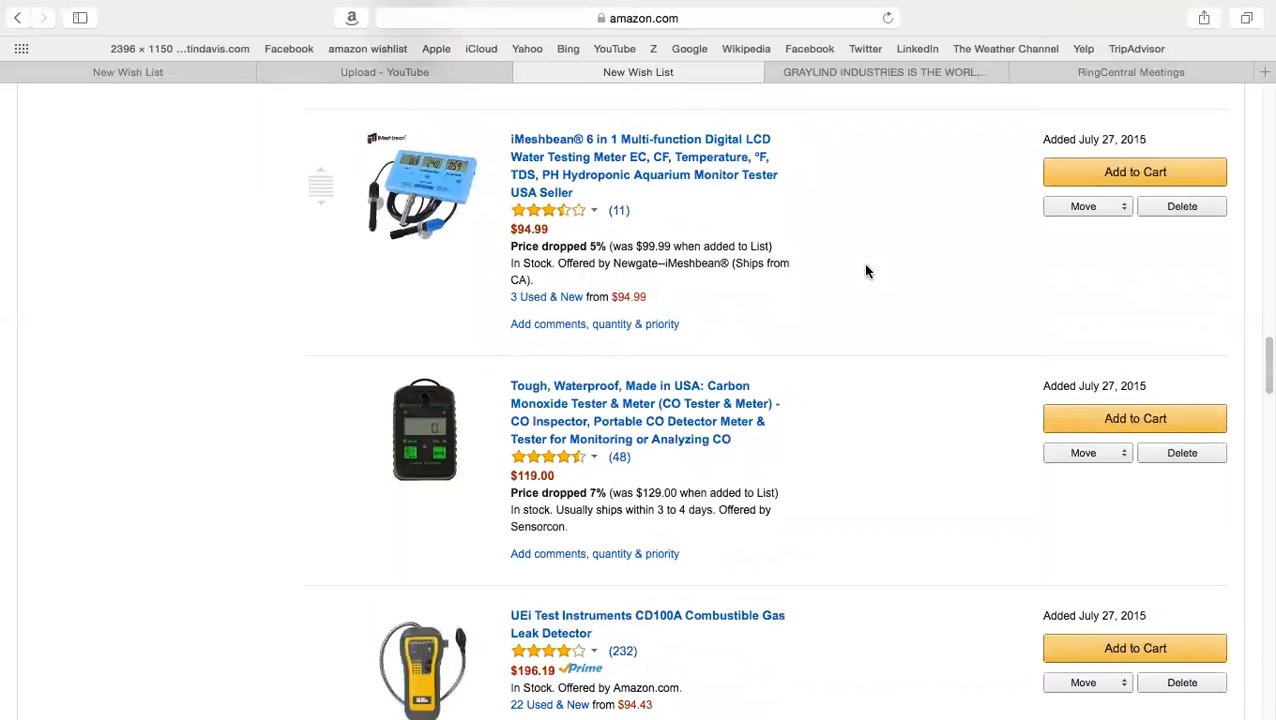 amazon.com
2396 × 1150 ...tindavis.com Facebook amazon wishlist Apple iCloud Yahoo Bing YouTube Z Google Wikipedia Facebook Twitter LinkedIn The Weather Channel Yelp TripAdvisor
New Wish List Upload - YouTube New Wish List GRAYLIND INDUSTRIES IS THE WORL... RingCentral Meetings
iMeshbean
iMeshbean® 6 in 1 Multi-function Digital LCD
Water Testing Meter EC, CF, Temperature, °F,
TDS, PH Hydroponic Aquarium Monitor Tester
USA Seller
(11)
$94.99
Price dropped 5% (was $99.99 when added to List)
In Stock. Offered by Newgate--iMeshbean® (Ships from
CA).
3 Used & New from $94.99
Add comments, quantity & priority
Added July 27, 2015
Add to Cart
Move Delete
Tough, Waterproof, Made in USA: Carbon
Monoxide Tester & Meter (CO Tester & Meter) -
CO Inspector, Portable CO Detector Meter &
Tester for Monitoring or Analyzing CO
(48)
$119.00
Price dropped 7% (was $129.00 when added to List)
In stock. Usually ships within 3 to 4 days. Offered by
Sensorcon.
Add comments, quantity & priority
Added July 27, 2015
Add to Cart
Move Delete
UEi Test Instruments CD100A Combustible Gas
Leak Detector
(232)
$196.19 Prime
In Stock. Offered by Amazon.com.
22 Used & New from $94.43
Added July 27, 2015
Add to Cart
Move Delete